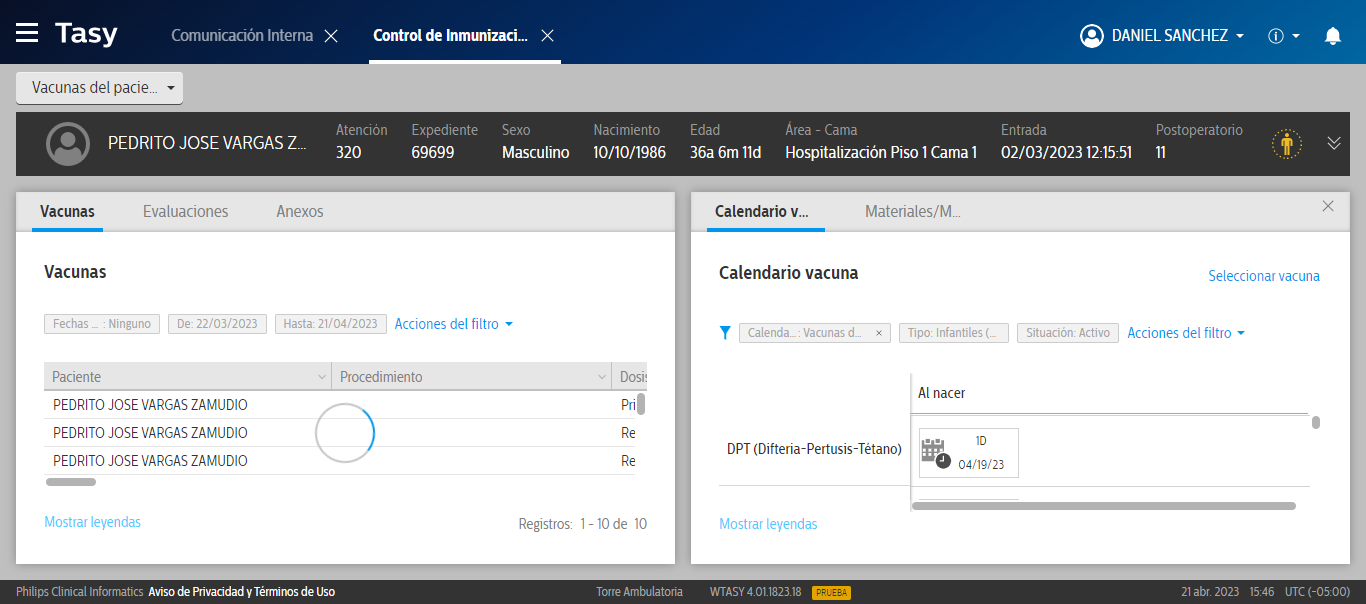 Tasy
Comunicación Interna
Control de Inmunizaci...
DANIEL SANCHEZ
Vacunas del pacie...
PEDRITO JOSE VARGAS Z...
Atención Expediente Sexo Nacimiento Edad Área - Cama Entrada Postoperatorio
320 69699 Masculino 10/10/1986 36a 6m 11d Hospitalización Piso 1 Cama 1 02/03/2023 12:15:51 11
Vacunas Evaluaciones Anexos
Vacunas
Fechas ... : Ninguno De: 22/03/2023 Hasta: 21/04/2023 Acciones del filtro
Paciente Procedimiento Dosis
PEDRITO JOSE VARGAS ZAMUDIO Pri
PEDRITO JOSE VARGAS ZAMUDIO Re
PEDRITO JOSE VARGAS ZAMUDIO Re
Mostrar leyendas Registros: 1 - 10 de 10
Calendario v... Materiales/M...
Calendario vacuna Seleccionar vacuna
Calenda... : Vacunas d... × Tipo: Infantiles (... Situación: Activo Acciones del filtro
Al nacer
DPT (Difteria-Pertusis-Tétano) 1D
04/19/23
Mostrar leyendas
Philips Clinical Informatics Aviso de Privacidad y Términos de Uso Torre Ambulatoria WTASY 4.01.1823.18 PRUEBA 21 abr. 2023 15:46 UTC (-05:00)